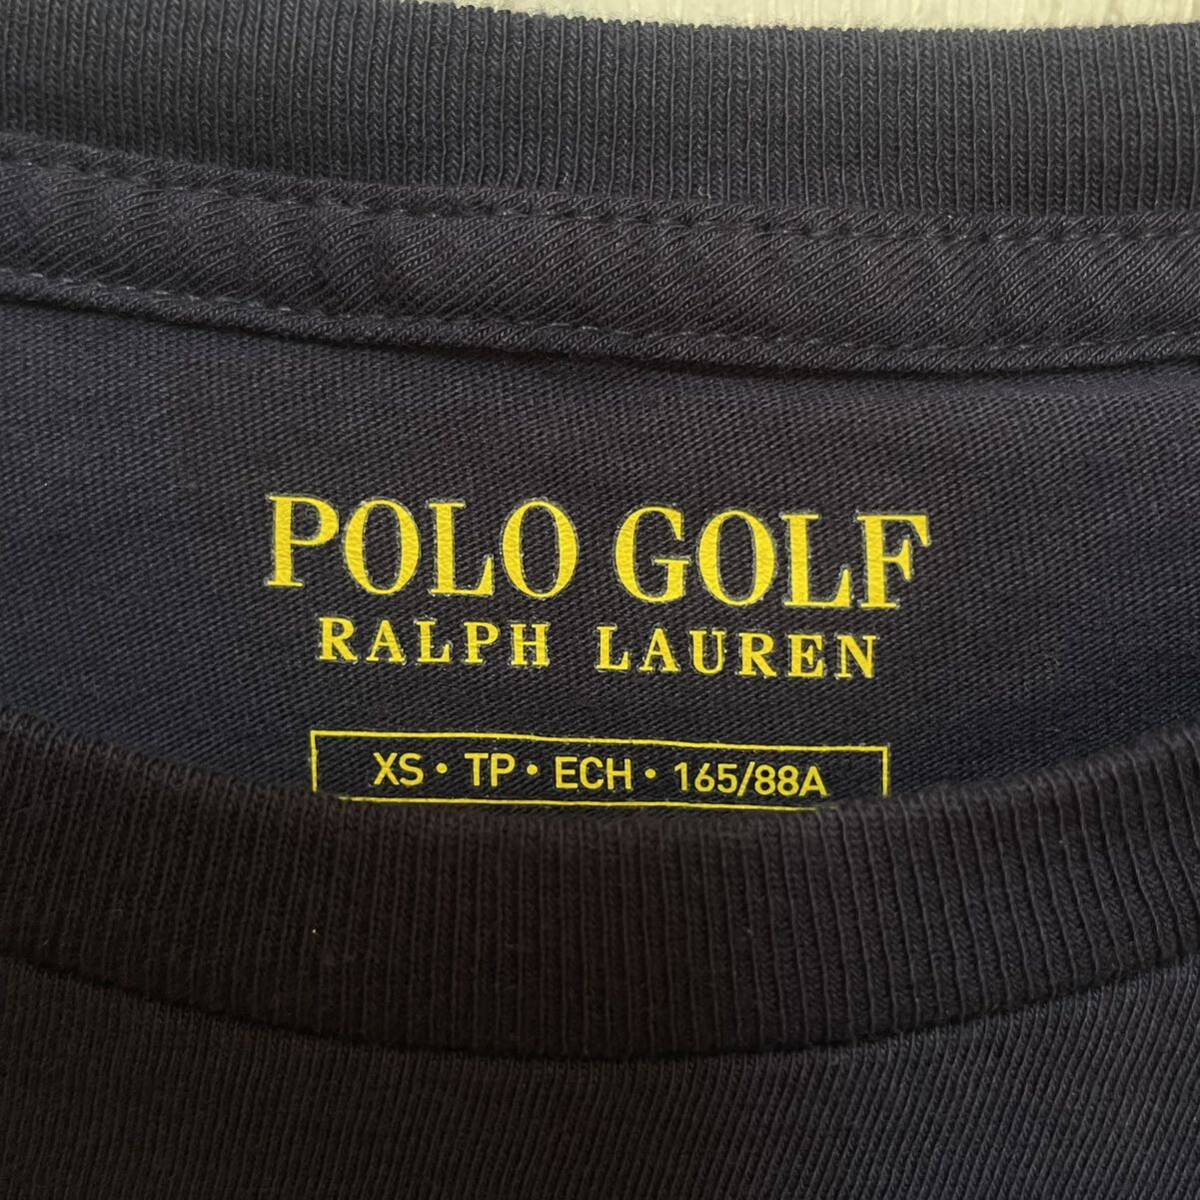 POLO GOLF
RALPH LAUREN
XS • TP • ECH • 165/88A